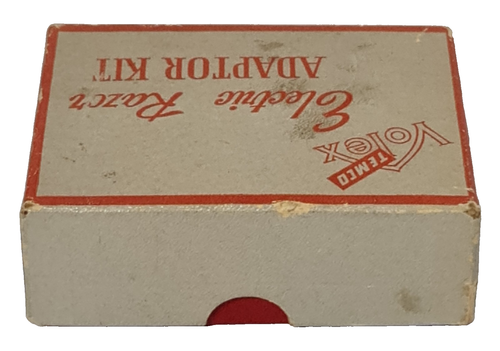 TEMCO
Volex
Electric Razor
ADAPTOR KIT